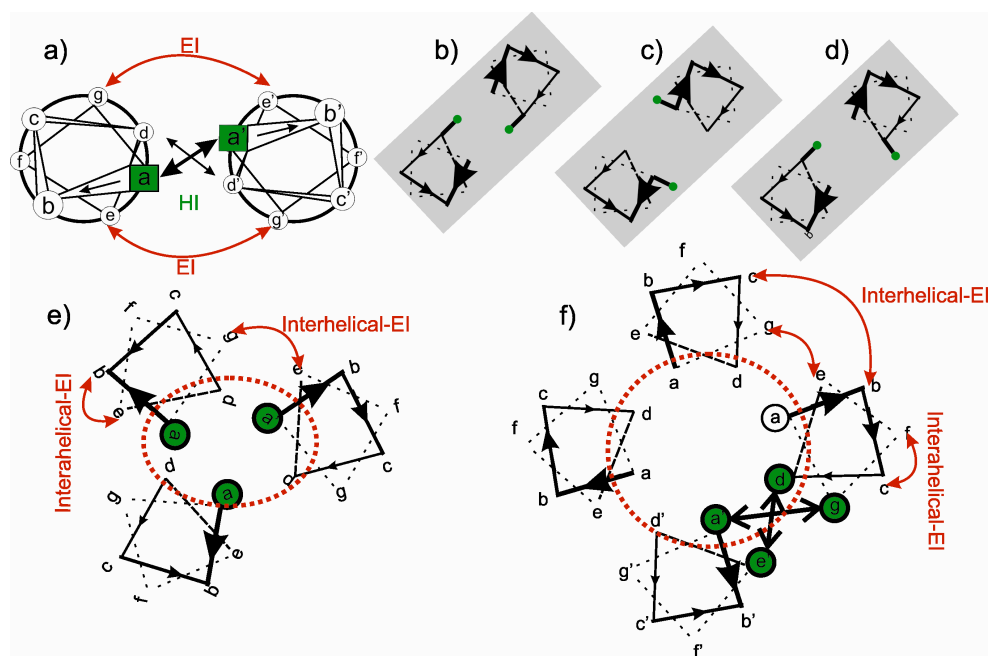 a)
EI
g
c
d
f
a
b
e
HI
e'
b'
a'
f'
d'
c'
g
EI
b)
c)
d)
b
e)
c
f
g
b
e
d
a
Interhelical-EI
Interahelical-EI
e
b
a
f
c
d
g
d
a
g
e
c
f
b
f)
f
b
c
g
e
a
d
Interhelical-EI
g
c
d
f
a
b
e
e
b
a
f
c
d
g
Interahelical-EI
a'
d'
e'
g'
c'
b'
f'